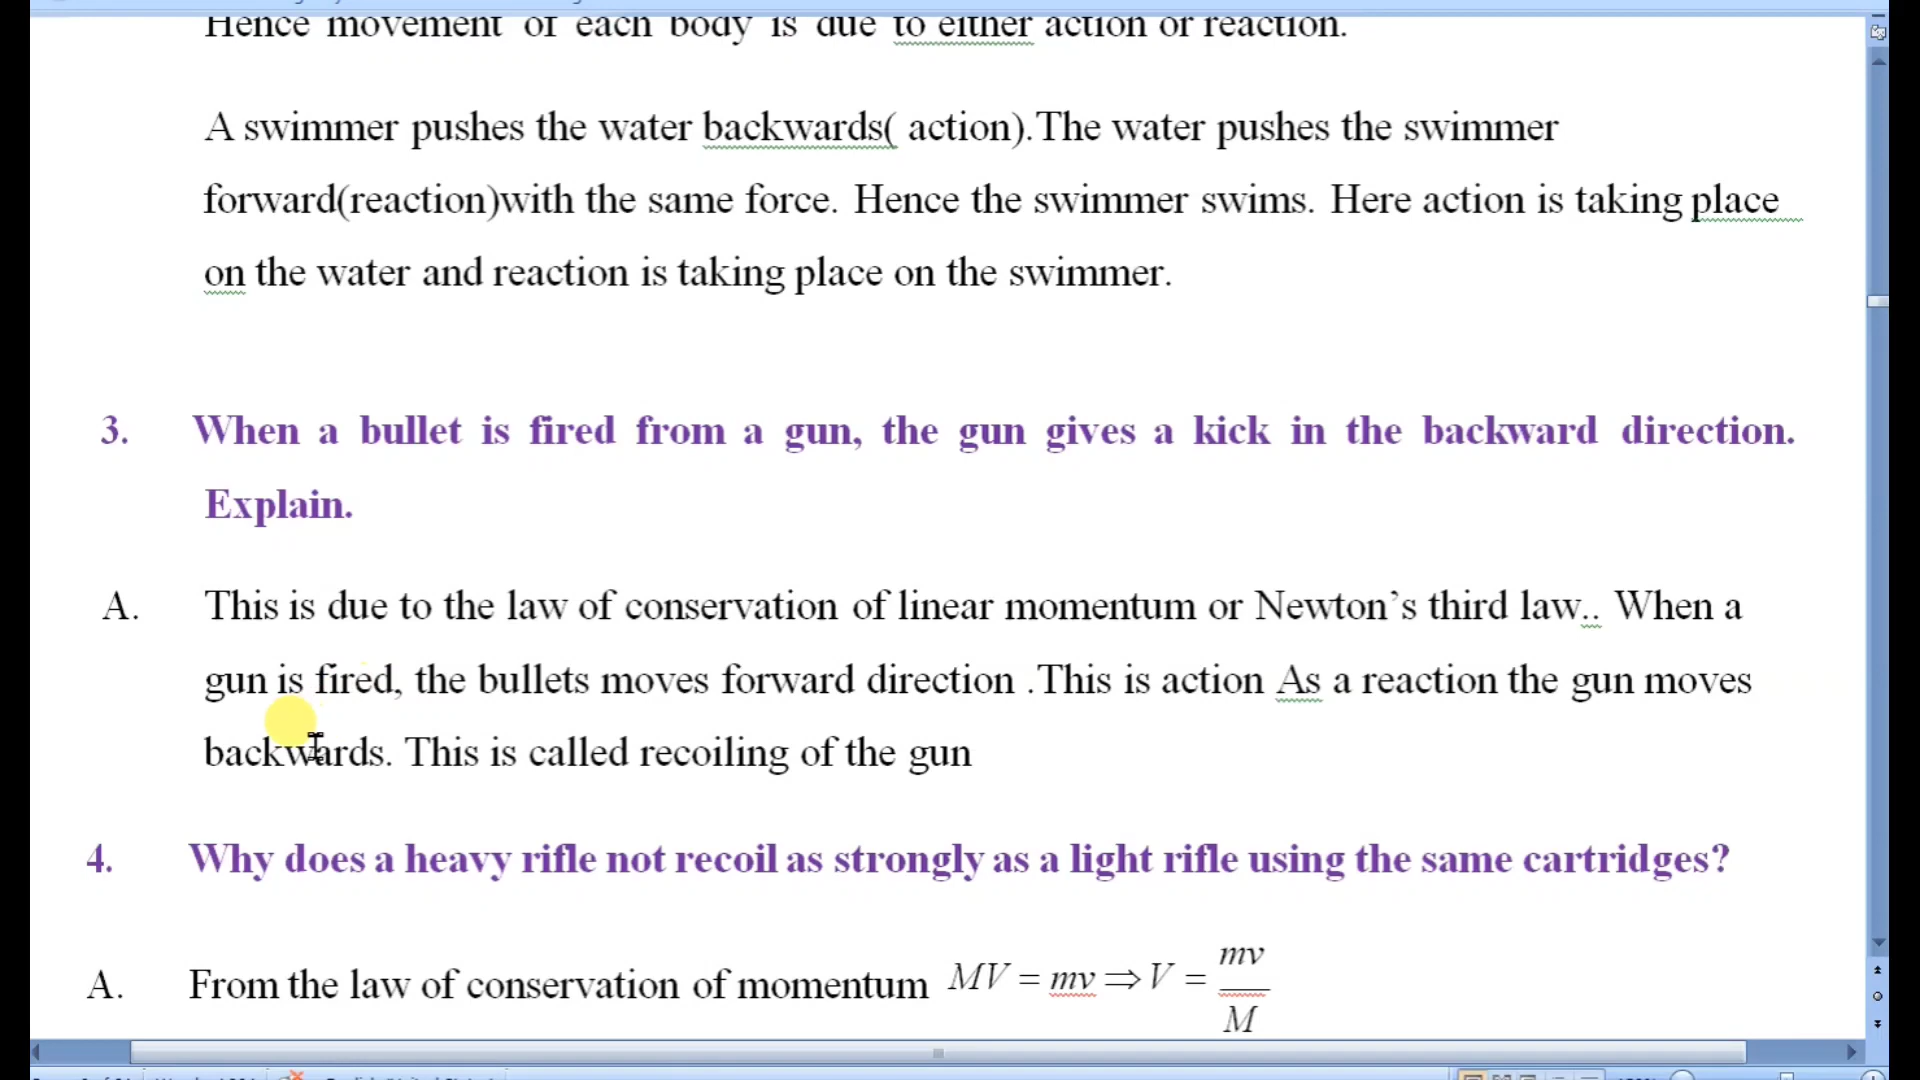 Hence movement of each body is due to either action or reaction.
A swimmer pushes the water backwards( action).The water pushes the swimmer
forward(reaction)with the same force. Hence the swimmer swims. Here action is taking place
on the water and reaction is taking place on the swimmer.
3. When a bullet is fired from a gun, the gun gives a kick in the backward direction.
Explain.
A. This is due to the law of conservation of linear momentum or Newton’s third law.. When a
gun is fired, the bullets moves forward direction .This is action As a reaction the gun moves
backwards. This is called recoiling of the gun
4. Why does a heavy rifle not recoil as strongly as a light rifle using the same cartridges?
A. From the law of conservation of momentum MV = mv ⇒ V = mv/M